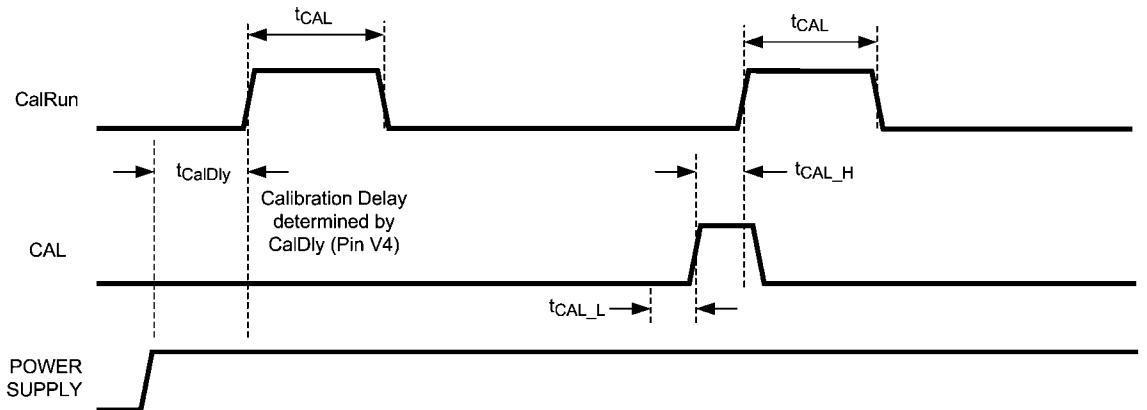 tCAL
tCAL
CalRun
tCalDly
tCAL_H
Calibration Delay
determined by
CalDly (Pin V4)
CAL
tCAL_L
POWER
SUPPLY